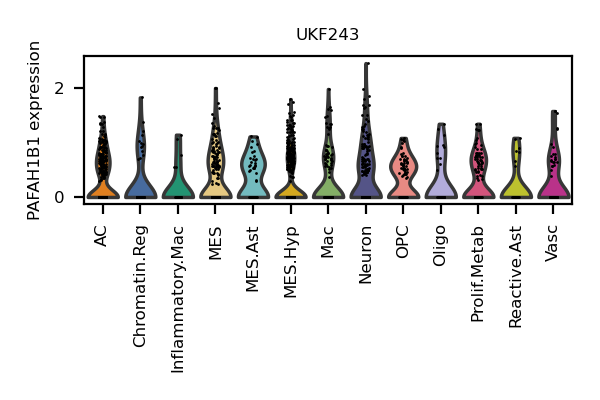 UKF243
PAFAH1B1 expression
2
0
AC
Chromatin.Reg
Inflammatory.Mac
MES
MES.Ast
MES.Hyp
Mac
Neuron
OPC
Oligo
Prolif.Metab
Reactive.Ast
Vasc